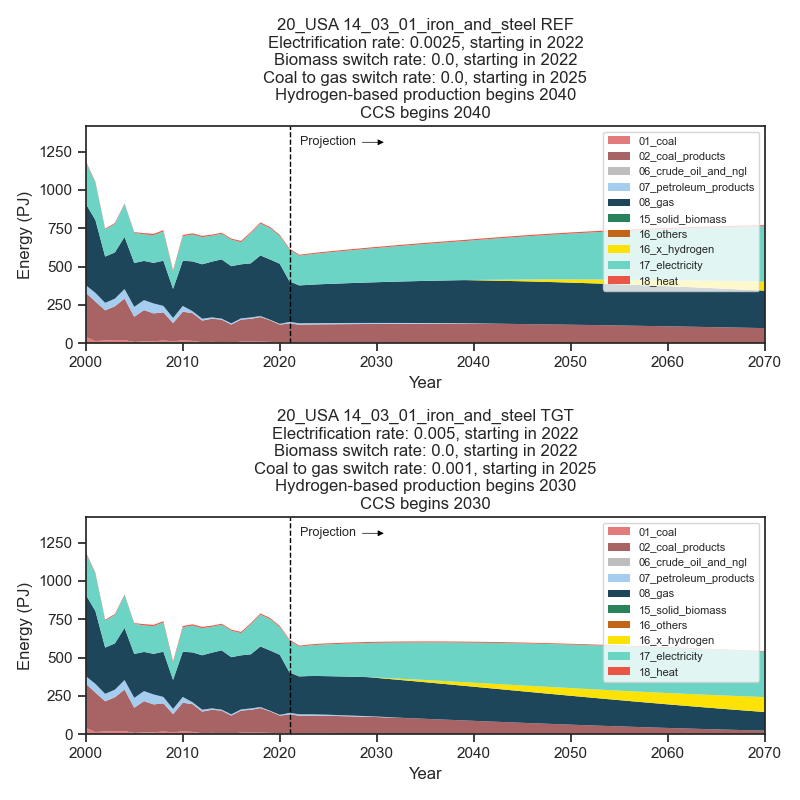 20_USA 14_03_01_iron_and_steel REF
Electrification rate: 0.0025, starting in 2022
Biomass switch rate: 0.0, starting in 2022
Coal to gas switch rate: 0.0, starting in 2025
Hydrogen-based production begins 2040
CCS begins 2040
Projection
01_coal
02_coal_products
06_crude_oil_and_ngl
07_petroleum_products
08_gas
15_solid_biomass
16_others
16_x_hydrogen
17_electricity
18_heat
Energy (PJ)
1250
1000
750
500
250
0
2000 2010 2020 2030 2040 2050 2060 2070
Year
20_USA 14_03_01_iron_and_steel TGT
Electrification rate: 0.005, starting in 2022
Biomass switch rate: 0.0, starting in 2022
Coal to gas switch rate: 0.001, starting in 2025
Hydrogen-based production begins 2030
CCS begins 2030
Projection
01_coal
02_coal_products
06_crude_oil_and_ngl
07_petroleum_products
08_gas
15_solid_biomass
16_others
16_x_hydrogen
17_electricity
18_heat
Energy (PJ)
1250
1000
750
500
250
0
2000 2010 2020 2030 2040 2050 2060 2070
Year